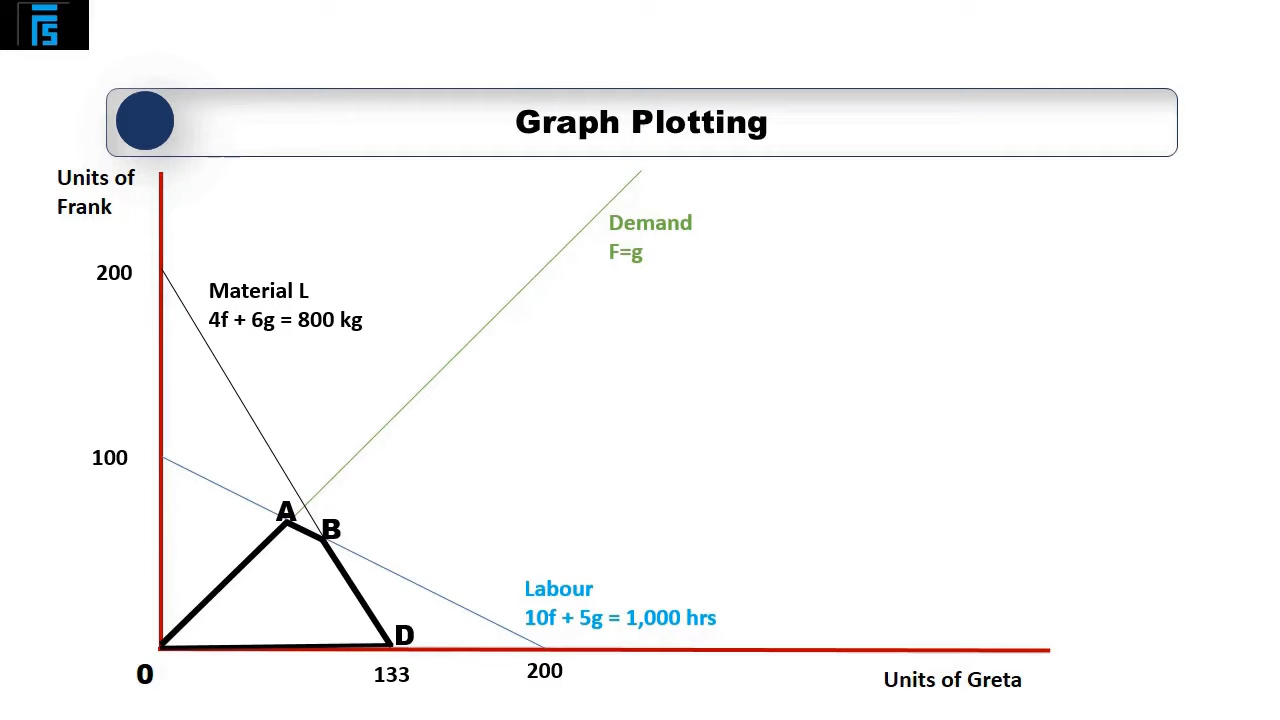 Graph Plotting
Units of
Frank
200
Material L
4f + 6g = 800 kg
Demand
F=g
100
A
B
Labour
10f + 5g = 1,000 hrs
D
0
133
200
Units of Greta